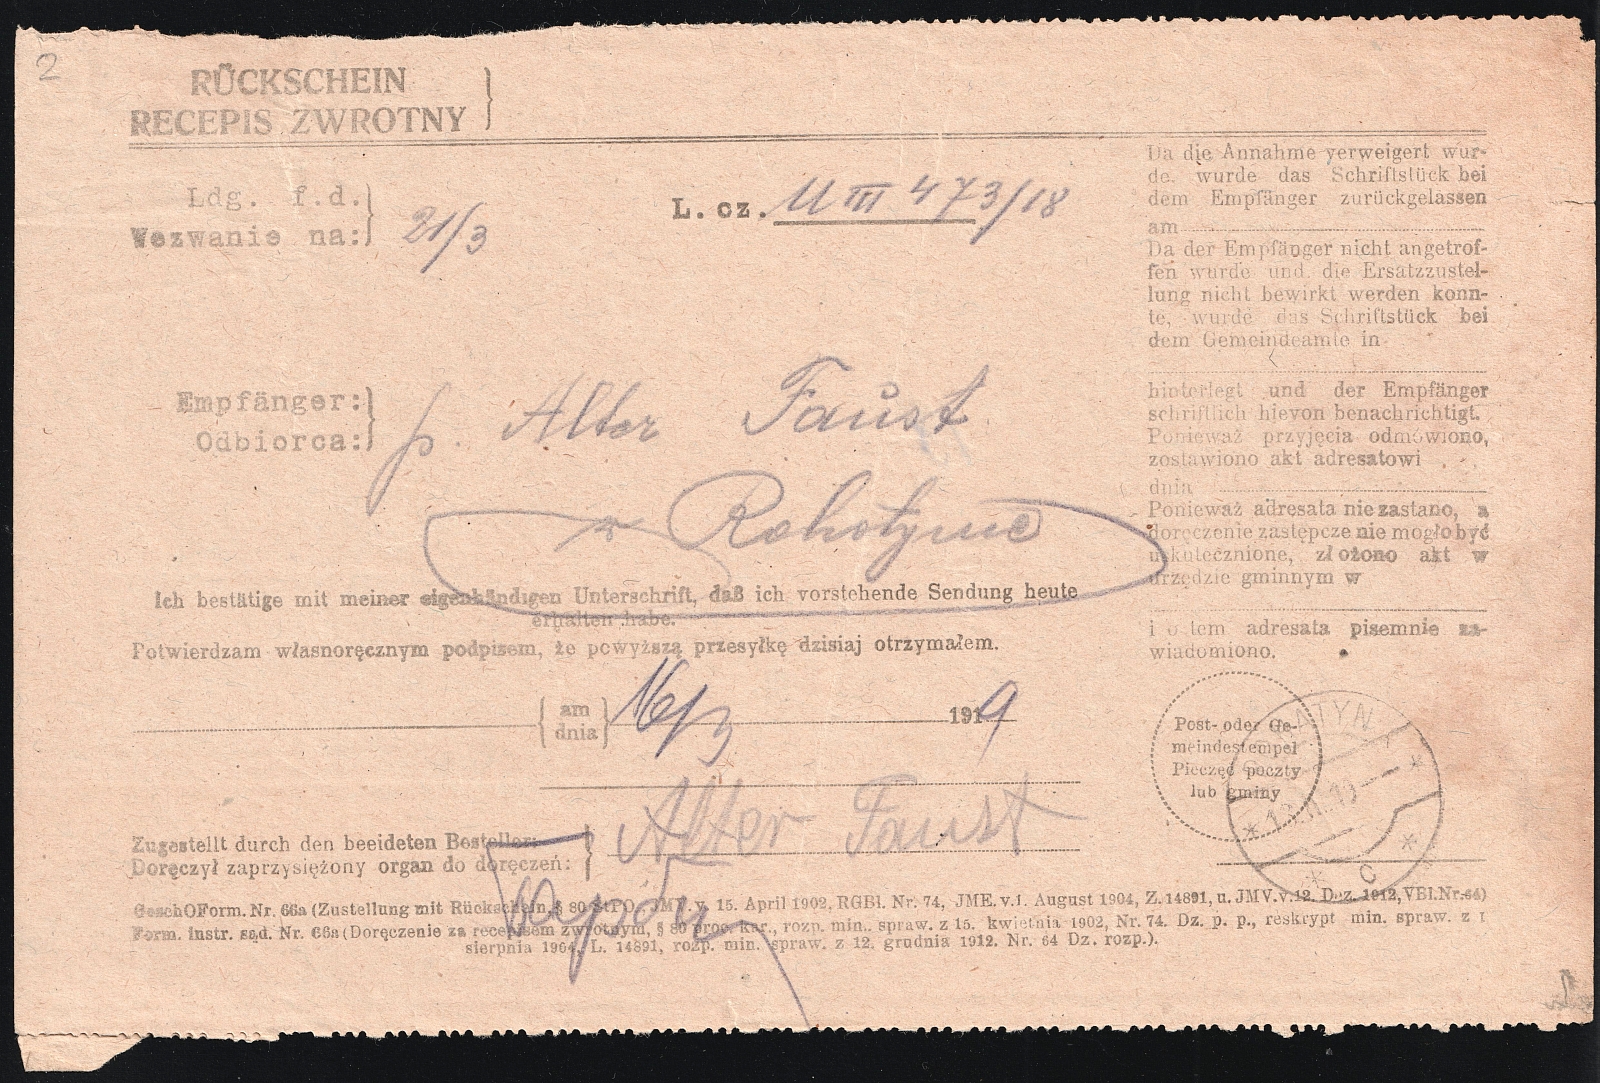 2
RÜCKSCHEIN
RECEPIS ZWROTNY
Ldg. f.d.
Wezwanie na: 21/3
L. cz. U III 473/18
Empfänger:
Odbiorca:
p. Alter Faust
w Rohatynie
Ich bestätige mit meiner eigenhändigen Unterschrift, daß ich vorstehende Sendung heute
erhalten habe.
Potwierdzam własnoręcznym podpisem, że powyższą przesyłkę dzisiaj otrzymałem.
am
dnia
16/3 1919
Alter Faust
Zugestellt durch den beeideten Besteller:
Doręczył zaprzysiężony organ do doręczeń:
GeschOForm. Nr. 66a (Zustellung mit Rückschein, § 80 StPO, JMV. v. 15. April 1902, RGBl. Nr. 74, JME. v. 1. August 1904, Z. 14891, u. JMV. v. 12. Dez. 1912, VBl. Nr. 64)
Form. instr. sąd. Nr. 66a (Doręczenie za recepisem zwrotnym, § 80 proc. kar., rozp. min. spraw. z 15. kwietnia 1902, Nr. 74. Dz. p. p., reskrypt min. spraw. z 1
sierpnia 1964, L. 14891, rozp. min. spraw. z 12. grudnia 1912. Nr. 64 Dz. rozp.).
Da die Annahme verweigert wur-
de, wurde das Schriftstück bei
dem Empfänger zurückgelassen
am
Da der Empfänger nicht angetrof-
fen wurde und die Ersatzzustel-
lung nicht bewirkt werden konn-
te, wurde das Schriftstück bei
dem Gemeindeamte in
hinterlegt und der Empfänger
schriftlich hievon benachrichtigt.
Ponieważ przyjęcia odmówiono,
zostawiono akt adresatowi
dnia
Ponieważ adresata nie zastano, a
doręczenie zastępcze nie mogło być
uskutecznione, złożono akt w
urzędzie gminnym w
i o tem adresata pisemnie za-
wiadomiono.
Post- oder Ge-
meindestempel
Pieczęć poczty
lub gminy
ATYN
C